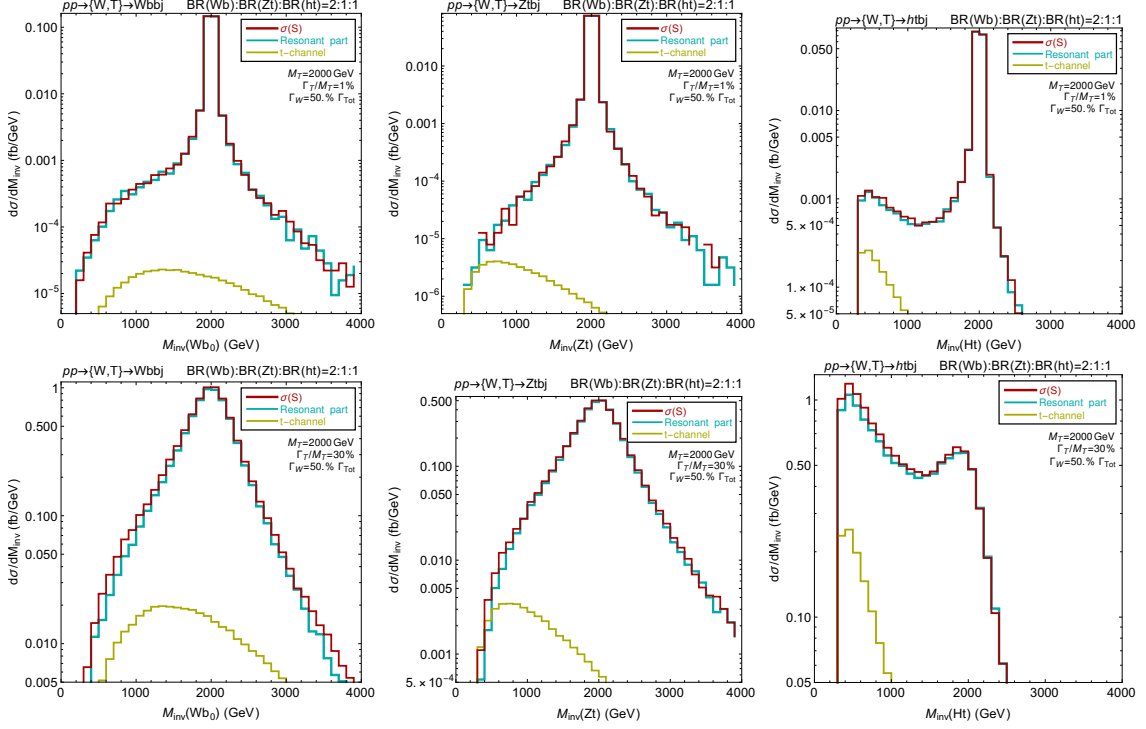 pp→{W,T}→Wbbj BR(Wb):BR(Zt):BR(ht)=2:1:1
σ(S)
Resonant part
t-channel
M_T=2000 GeV
Γ_T/M_T=1%
Γ_W=50.% Γ_Tot
dσ/dM_inv (fb/GeV)
0.100
0.010
0.001
10⁻⁴
10⁻⁵
0 1000 2000 3000 4000
M_inv(Wb₀) (GeV)
pp→{W,T}→Ztbj BR(Wb):BR(Zt):BR(ht)=2:1:1
σ(S)
Resonant part
t-channel
M_T=2000 GeV
Γ_T/M_T=1%
Γ_W=50.% Γ_Tot
dσ/dM_inv (fb/GeV)
0.100
0.010
0.001
10⁻⁴
10⁻⁵
10⁻⁶
0 1000 2000 3000 4000
M_inv(Zt) (GeV)
pp→{W,T}→htbj BR(Wb):BR(Zt):BR(ht)=2:1:1
σ(S)
Resonant part
t-channel
M_T=2000 GeV
Γ_T/M_T=1%
Γ_W=50.% Γ_Tot
dσ/dM_inv (fb/GeV)
0.050
0.010
0.005
0.001
5.×10⁻⁴
1.×10⁻⁴
5.×10⁻⁵
0 1000 2000 3000 4000
M_inv(Ht) (GeV)
pp→{W,T}→Wbbj BR(Wb):BR(Zt):BR(ht)=2:1:1
σ(S)
Resonant part
t-channel
M_T=2000 GeV
Γ_T/M_T=30%
Γ_W=50.% Γ_Tot
dσ/dM_inv (fb/GeV)
1
0.500
0.100
0.050
0.010
0.005
0 1000 2000 3000 4000
M_inv(Wb₀) (GeV)
pp→{W,T}→Ztbj BR(Wb):BR(Zt):BR(ht)=2:1:1
σ(S)
Resonant part
t-channel
M_T=2000 GeV
Γ_T/M_T=30%
Γ_W=50.% Γ_Tot
dσ/dM_inv (fb/GeV)
0.500
0.100
0.050
0.010
0.005
0.001
5.×10⁻⁴
0 1000 2000 3000 4000
M_inv(Zt) (GeV)
pp→{W,T}→htbj BR(Wb):BR(Zt):BR(ht)=2:1:1
σ(S)
Resonant part
t-channel
M_T=2000 GeV
Γ_T/M_T=30%
Γ_W=50.% Γ_Tot
dσ/dM_inv (fb/GeV)
1
0.50
0.10
0.05
0 1000 2000 3000 4000
M_inv(Ht) (GeV)